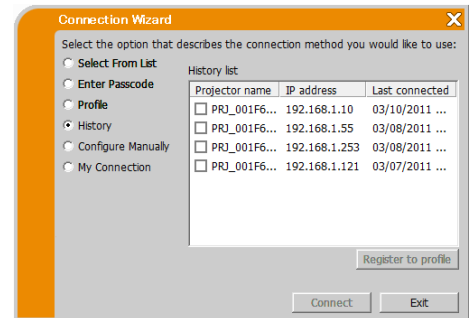 Connection Wizard
Select the option that describes the connection method you would like to use:
Select From List
Enter Passcode
Profile
History
Configure Manually
My Connection
History list
Projector name IP address Last connected
PRJ_001F6... 192.168.1.10 03/10/2011 ...
PRJ_001F6... 192.168.1.55 03/08/2011 ...
PRJ_001F6... 192.168.1.253 03/08/2011 ...
PRJ_001F6... 192.168.1.121 03/07/2011 ...
Register to profile
Connect Exit